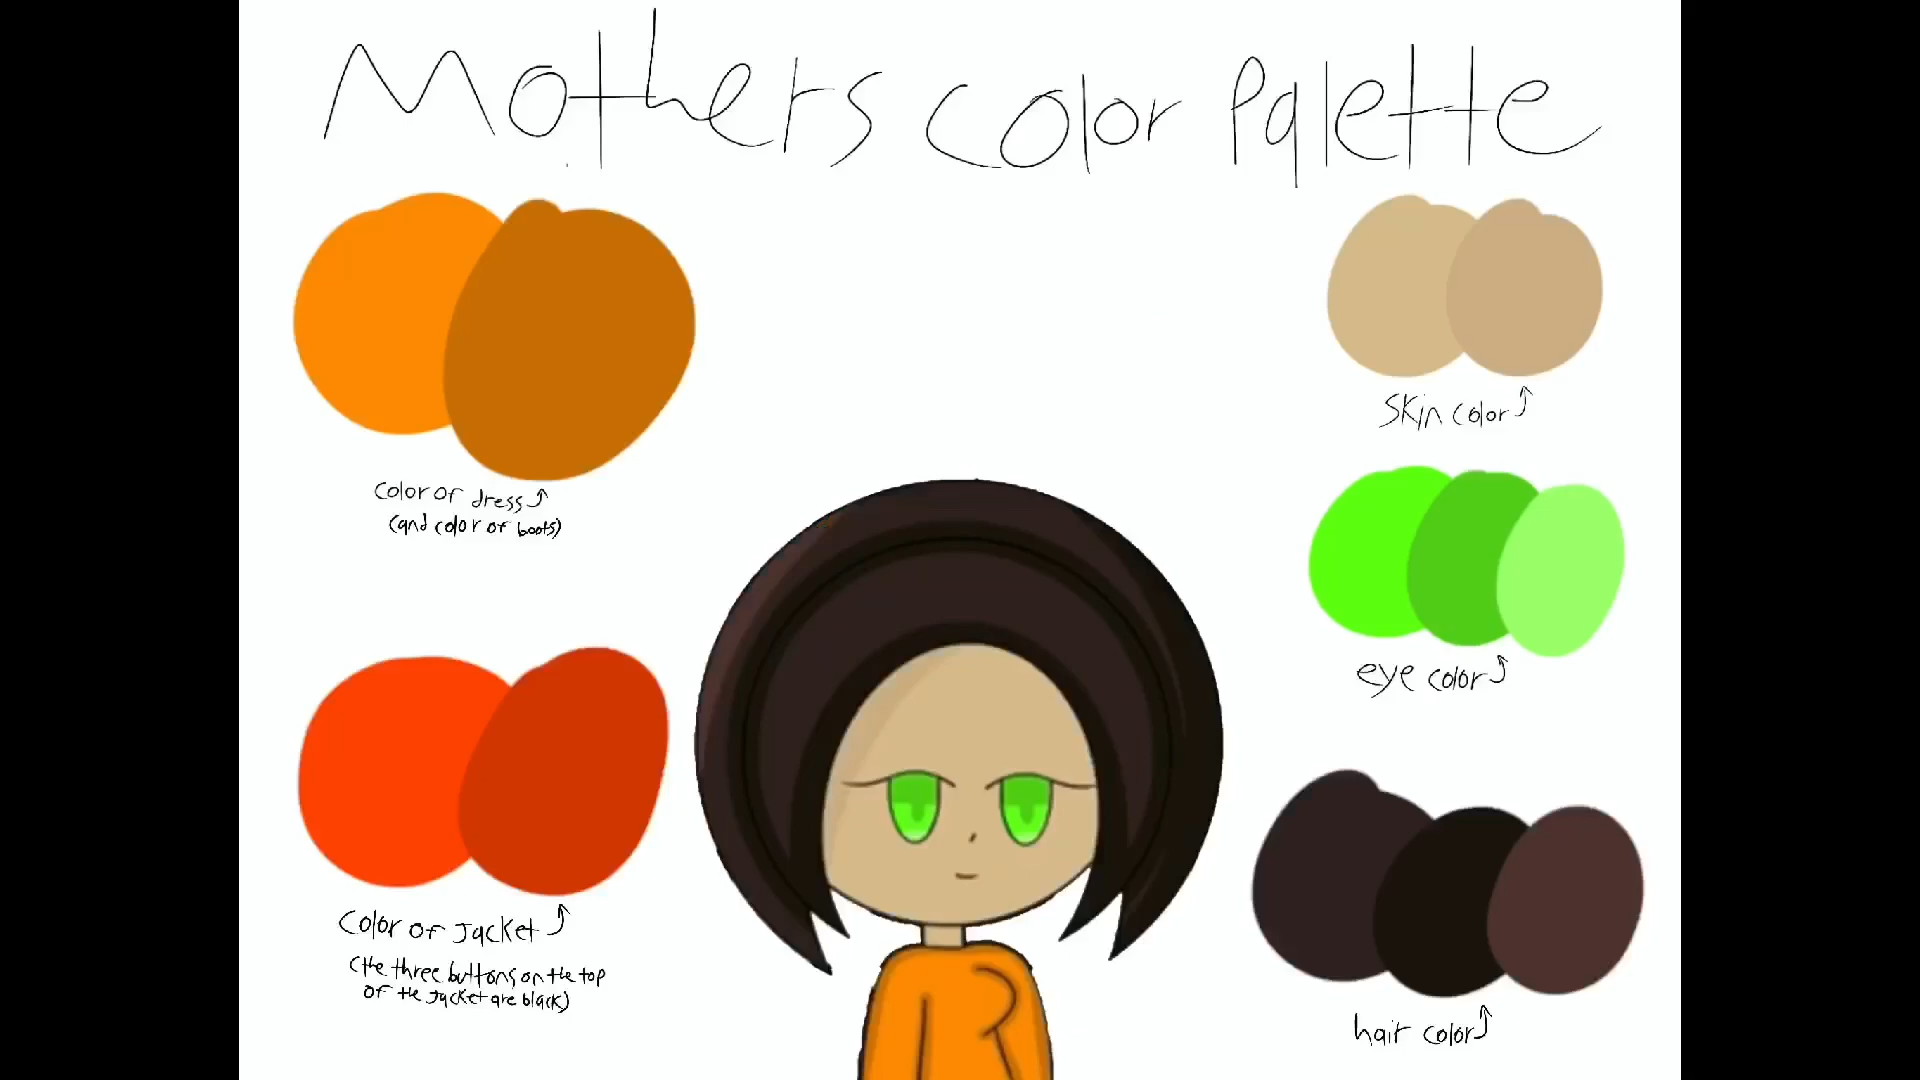 Mothers color Palette
color of dress
(and color of boots)
skin color
eye color
color of Jacket
(the three buttons on the top
of the Jacket are black)
hair color